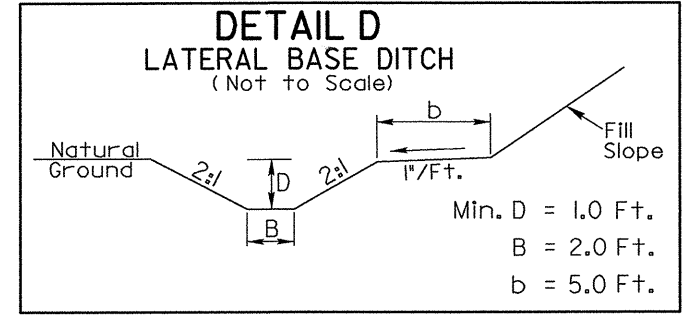 DETAIL D
LATERAL BASE DITCH
(Not to Scale)
b
Natural
Ground
2:1
D
2:1
1"/Ft.
Fill
Slope
B
Min. D = 1.0 Ft.
B = 2.0 Ft.
b = 5.0 Ft.